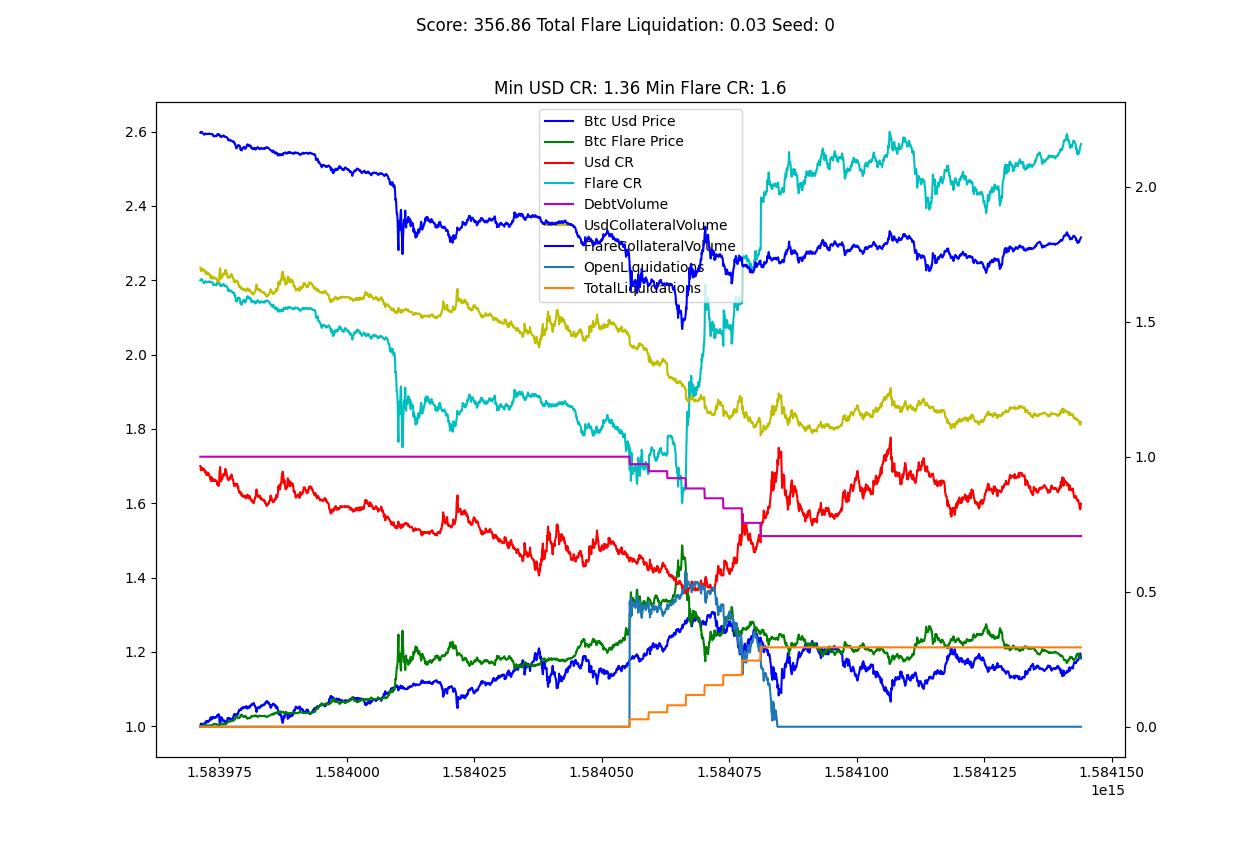 Score: 356.86 Total Flare Liquidation: 0.03 Seed: 0
Min USD CR: 1.36 Min Flare CR: 1.6
2.6
2.4
2.2
2.0
1.8
1.6
1.4
1.2
1.0
Btc Usd Price
Btc Flare Price
Usd CR
Flare CR
DebtVolume
UsdCollateralVolume
FlareCollateralVolume
OpenLiquidations
TotalLiquidations
2.0
1.5
1.0
0.5
0.0
1.583975 1.584000 1.584025 1.584050 1.584075 1.584100 1.584125 1.584150
1e15